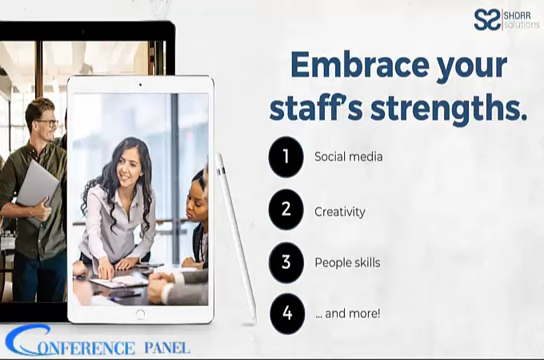 SS SHORR
solutions
Embrace your
staff's strengths.
1 Social media
2 Creativity
3 People skills
4 ... and more!
CONFERENCE PANEL